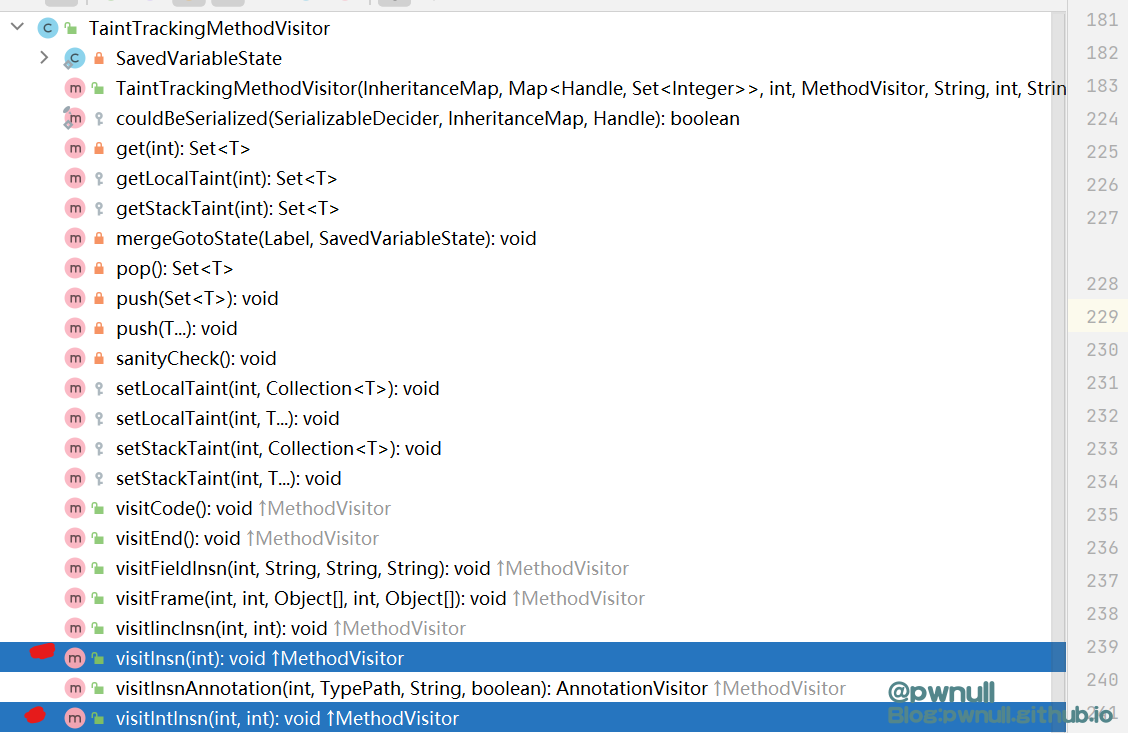 TaintTrackingMethodVisitor
SavedVariableState
TaintTrackingMethodVisitor(InheritanceMap, Map<Handle, Set<Integer>>, int, MethodVisitor, String, int, Strin
couldBeSerialized(SerializableDecider, InheritanceMap, Handle): boolean
get(int): Set<T>
getLocalTaint(int): Set<T>
getStackTaint(int): Set<T>
mergeGotoState(Label, SavedVariableState): void
pop(): Set<T>
push(Set<T>): void
push(T...): void
sanityCheck(): void
setLocalTaint(int, Collection<T>): void
setLocalTaint(int, T...): void
setStackTaint(int, Collection<T>): void
setStackTaint(int, T...): void
visitCode(): void ↑MethodVisitor
visitEnd(): void ↑MethodVisitor
visitFieldInsn(int, String, String, String): void ↑MethodVisitor
visitFrame(int, int, Object[], int, Object[]): void ↑MethodVisitor
visitIincInsn(int, int): void ↑MethodVisitor
visitInsn(int): void ↑MethodVisitor
visitInsnAnnotation(int, TypePath, String, boolean): AnnotationVisitor ↑MethodVisitor
visitIntInsn(int, int): void ↑MethodVisitor
181
182
183
224
225
226
227
228
229
230
231
232
233
234
235
236
237
238
239
240
241
@pwnull
Blog:pwnull.github.io